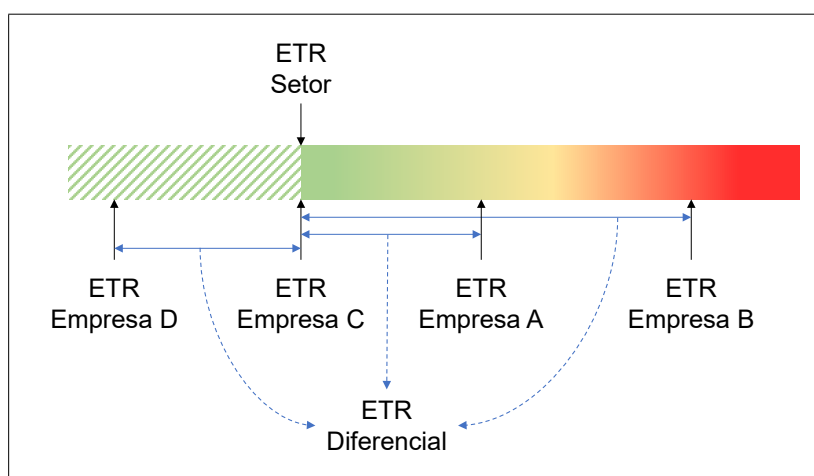 ETR
Setor
ETR
Empresa D
ETR
Empresa C
ETR
Empresa A
ETR
Empresa B
ETR
Diferencial